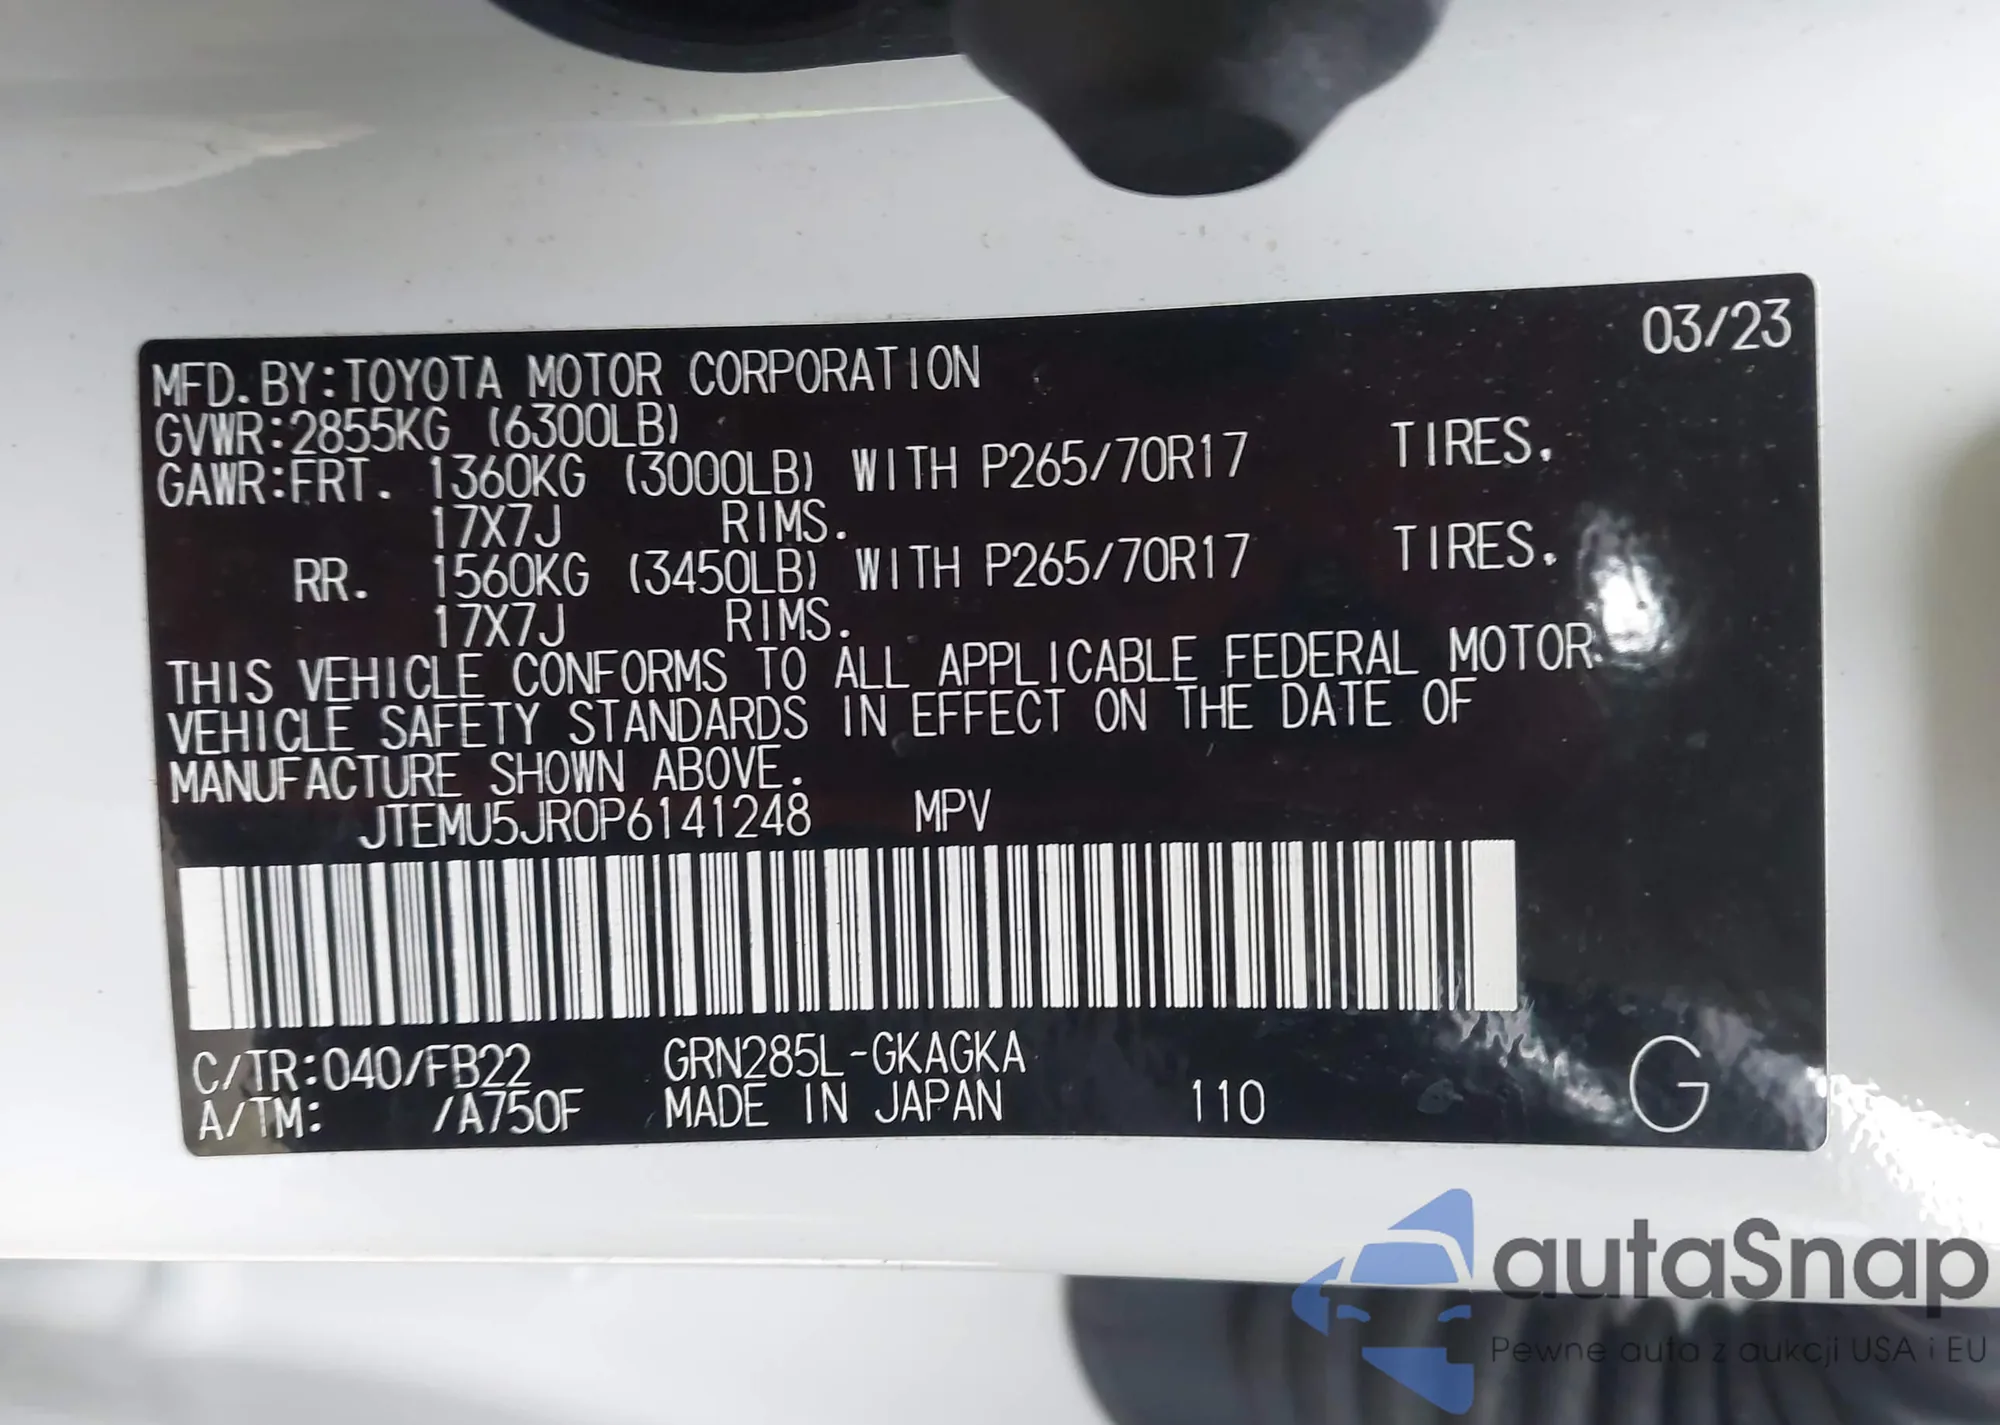 03/23
MFD. BY:TOYOTA MOTOR CORPORATION
GVWR:2855KG (6300LB)
GAWR:FRT. 1360KG (3000LB) WITH P265/70R17 TIRES.
17X7J RIMS.
RR. 1560KG (3450LB) WITH P265/70R17 TIRES.
17X7J RIMS.
THIS VEHICLE CONFORMS TO ALL APPLICABLE FEDERAL MOTOR
VEHICLE SAFETY STANDARDS IN EFFECT ON THE DATE OF
MANUFACTURE SHOWN ABOVE.
JTEMU5JR0P6141248 MPV
C/TR:040/FB22 GRN285L-GKAGKA
A/TM: /A750F MADE IN JAPAN 110 G
autaSnap
Pewne auta z aukcji USA i EU